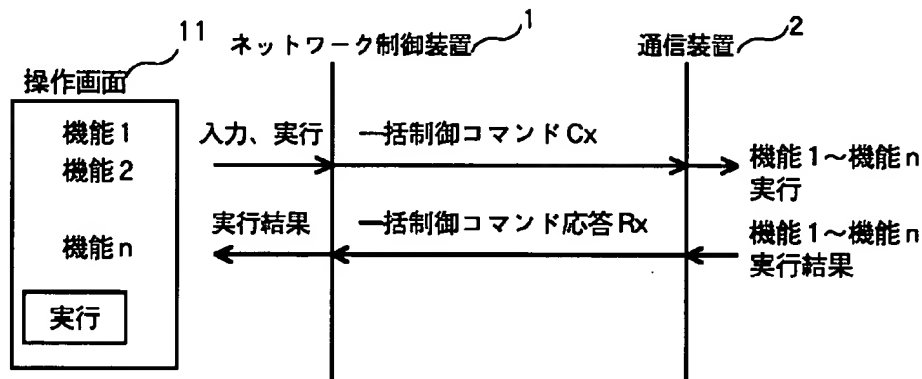 11
ネットワーク制御装置
1
通信装置
2
操作画面
機能1
機能2
機能n
実行
入力、実行
一括制御コマンドCx
機能1～機能n
実行
実行結果
一括制御コマンド応答Rx
機能1～機能n
実行結果